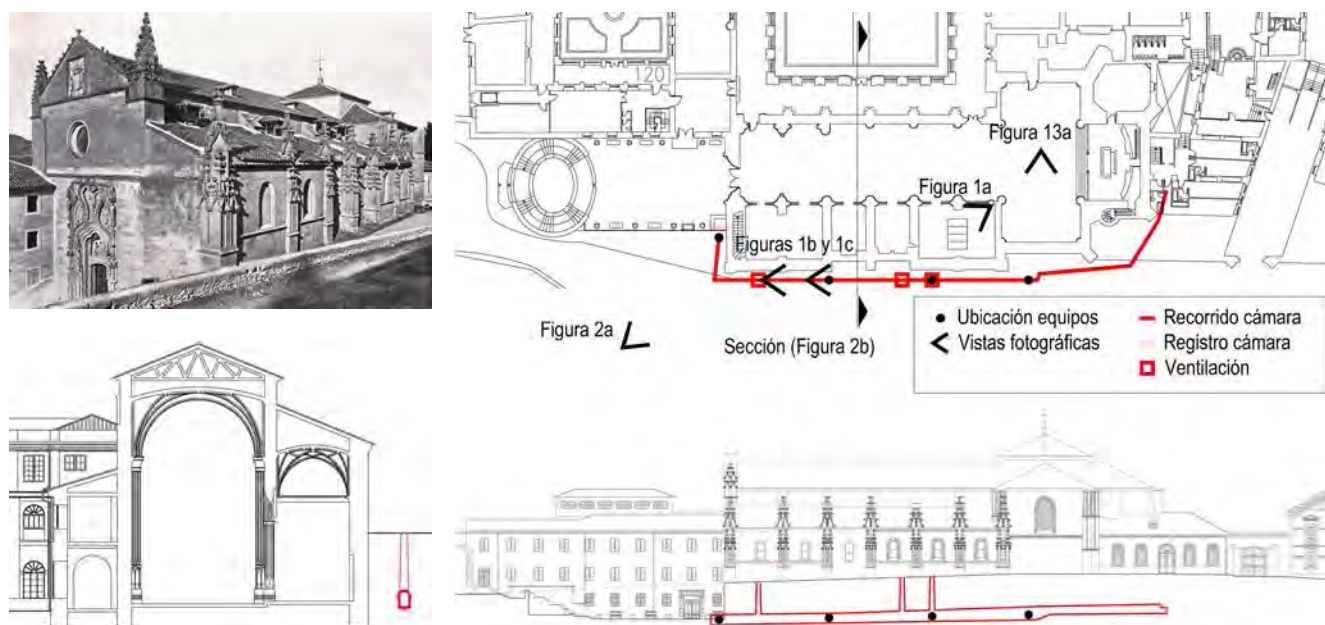 120
Figura 13a
Figura 1a
Figuras 1b y 1c
Figura 2a
Sección (Figura 2b)
Ubicación equipos
Vistas fotográficas
Recorrido cámara
Registro cámara
Ventilación